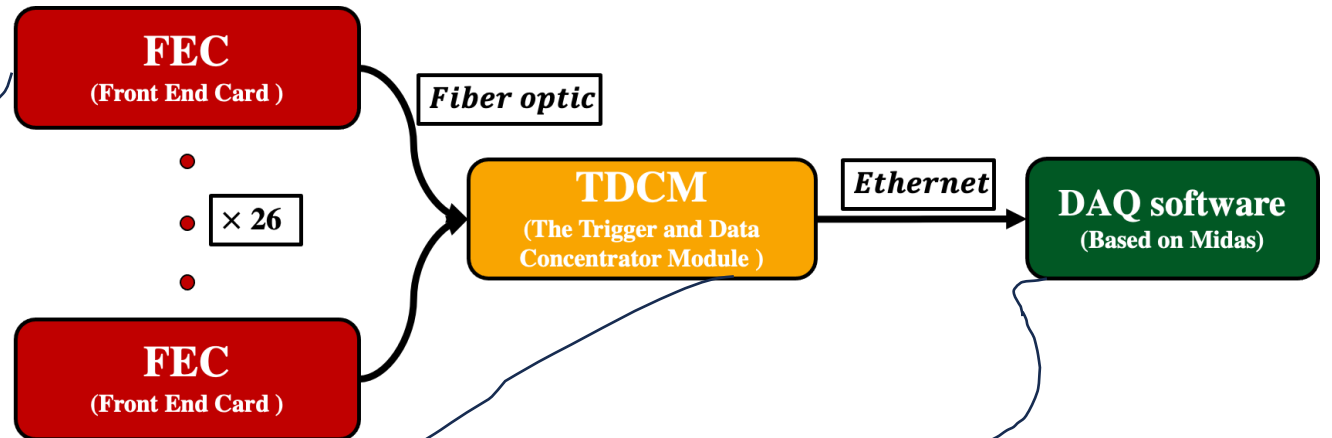 FEC
(Front End Card )
Fiber optic
× 26
TDCM
(The Trigger and Data
Concentrator Module )
Ethernet
DAQ software
(Based on Midas)
FEC
(Front End Card )